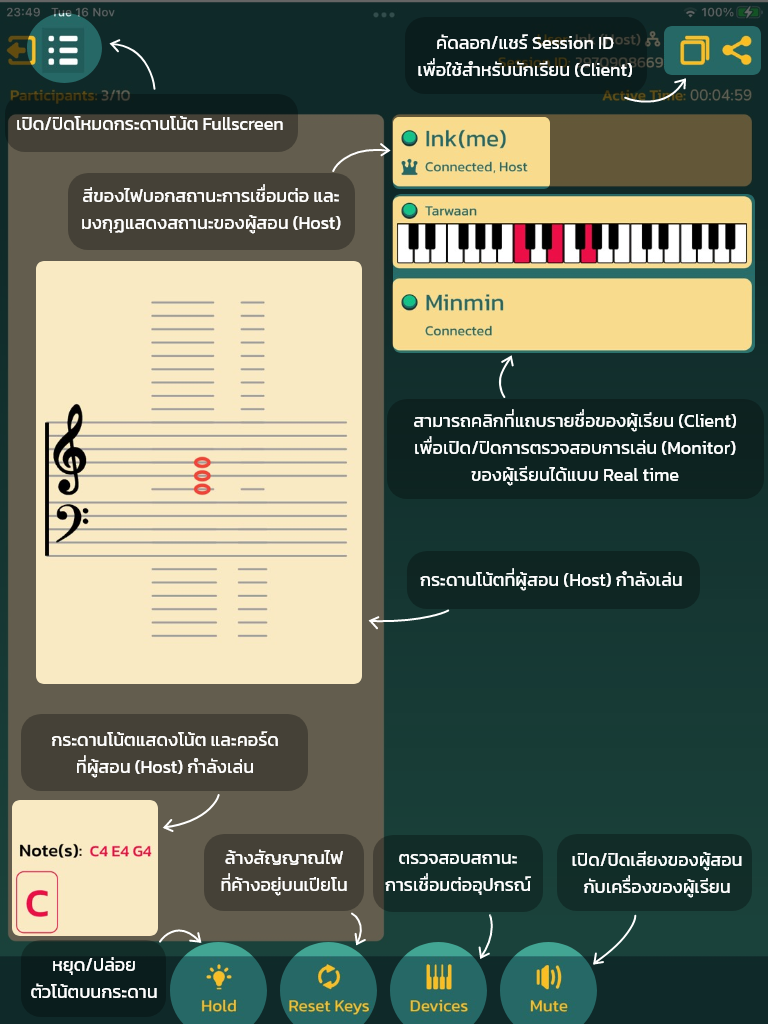 23:49 Tue 16 Nov
100%
คัดลอก/แชร์ Session ID
เพื่อใช้สำหรับนักเรียน (Client)
Participants: 3/10
Active Time: 00:04:59
เปิด/ปิดโหมดกระดานโน้ต Fullscreen
Ink(me)
Connected, Host
สีของไฟบอกสถานะการเชื่อมต่อ และ
มงกุฎแสดงสถานะของผู้สอน (Host)
Tarwaan
Minmin
Connected
สามารถคลิกที่แถบรายชื่อของผู้เรียน (Client)
เพื่อเปิด/ปิดการตรวจสอบการเล่น (Monitor)
ของผู้เรียนได้แบบ Real time
กระดานโน้ตที่ผู้สอน (Host) กำลังเล่น
กระดานโน้ตแสดงโน้ต และคอร์ด
ที่ผู้สอน (Host) กำลังเล่น
Note(s): C4 E4 G4
C
ล้างสัญญาณไฟ
ที่ค้างอยู่บนเปียโน
ตรวจสอบสถานะ
การเชื่อมต่ออุปกรณ์
เปิด/ปิดเสียงของผู้สอน
กับเครื่องของผู้เรียน
หยุด/ปล่อย
ตัวโน้ตบนกระดาน
Hold
Reset Keys
Devices
Mute